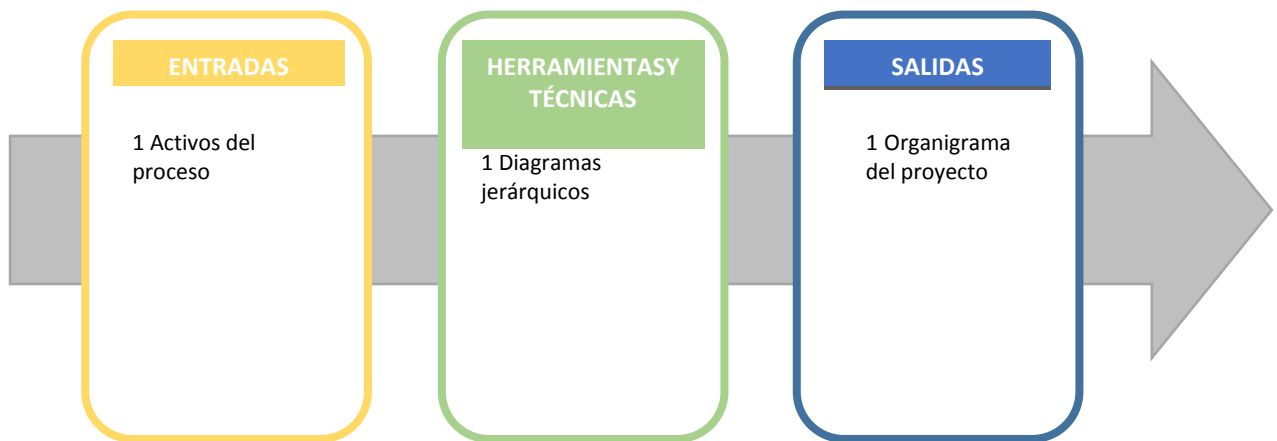 ENTRADAS
1 Activos del
proceso
HERRAMIENTASY
TÉCNICAS
1 Diagramas
jerárquicos
SALIDAS
1 Organigrama
del proyecto